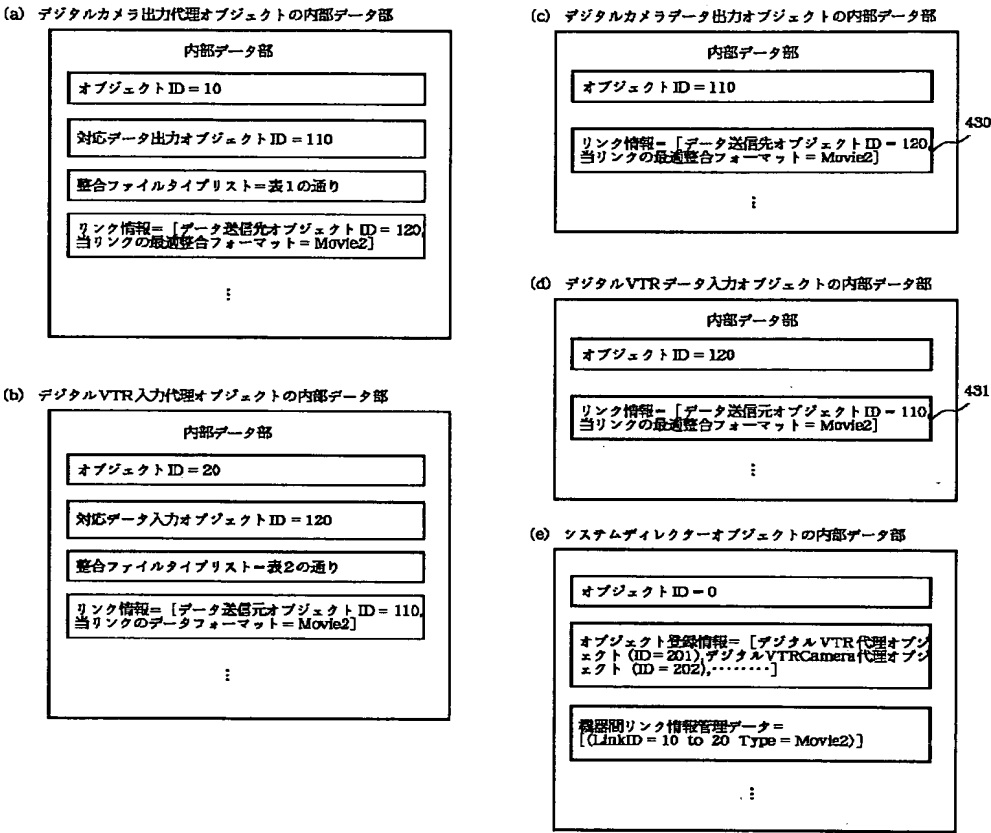 (a) デジタルカメラ出力代理オブジェクトの内部データ部
内部データ部
オブジェクトID=10
対応データ出力オブジェクトID=110
整合ファイルタイプリスト=表1の通り
リンク情報=[データ送信先オブジェクトID=120,
当リンクの最適整合フォーマット=Movie2]
⋮
(b) デジタルVTR入力代理オブジェクトの内部データ部
内部データ部
オブジェクトID=20
対応データ入力オブジェクトID=120
整合ファイルタイプリスト=表2の通り
リンク情報=[データ送信元オブジェクトID=110,
当リンクのデータフォーマット=Movie2]
⋮
(c) デジタルカメラデータ出力オブジェクトの内部データ部
内部データ部
オブジェクトID=110
430
リンク情報=[データ送信先オブジェクトID=120,
当リンクの最適整合フォーマット=Movie2]
⋮
(d) デジタルVTRデータ入力オブジェクトの内部データ部
内部データ部
オブジェクトID=120
431
リンク情報=[データ送信元オブジェクトID=110,
当リンクの最適整合フォーマット=Movie2]
⋮
(e) システムディレクターオブジェクトの内部データ部
オブジェクトID=0
オブジェクト登録情報=[デジタルVTR代理オブジ
ェクト(ID=201),デジタルVTRCamera代理オブジ
ェクト(ID=202),‥‥‥‥]
機器間リンク情報管理データ=
[(LinkID=10 to 20 Type=Movie2)]
⋮